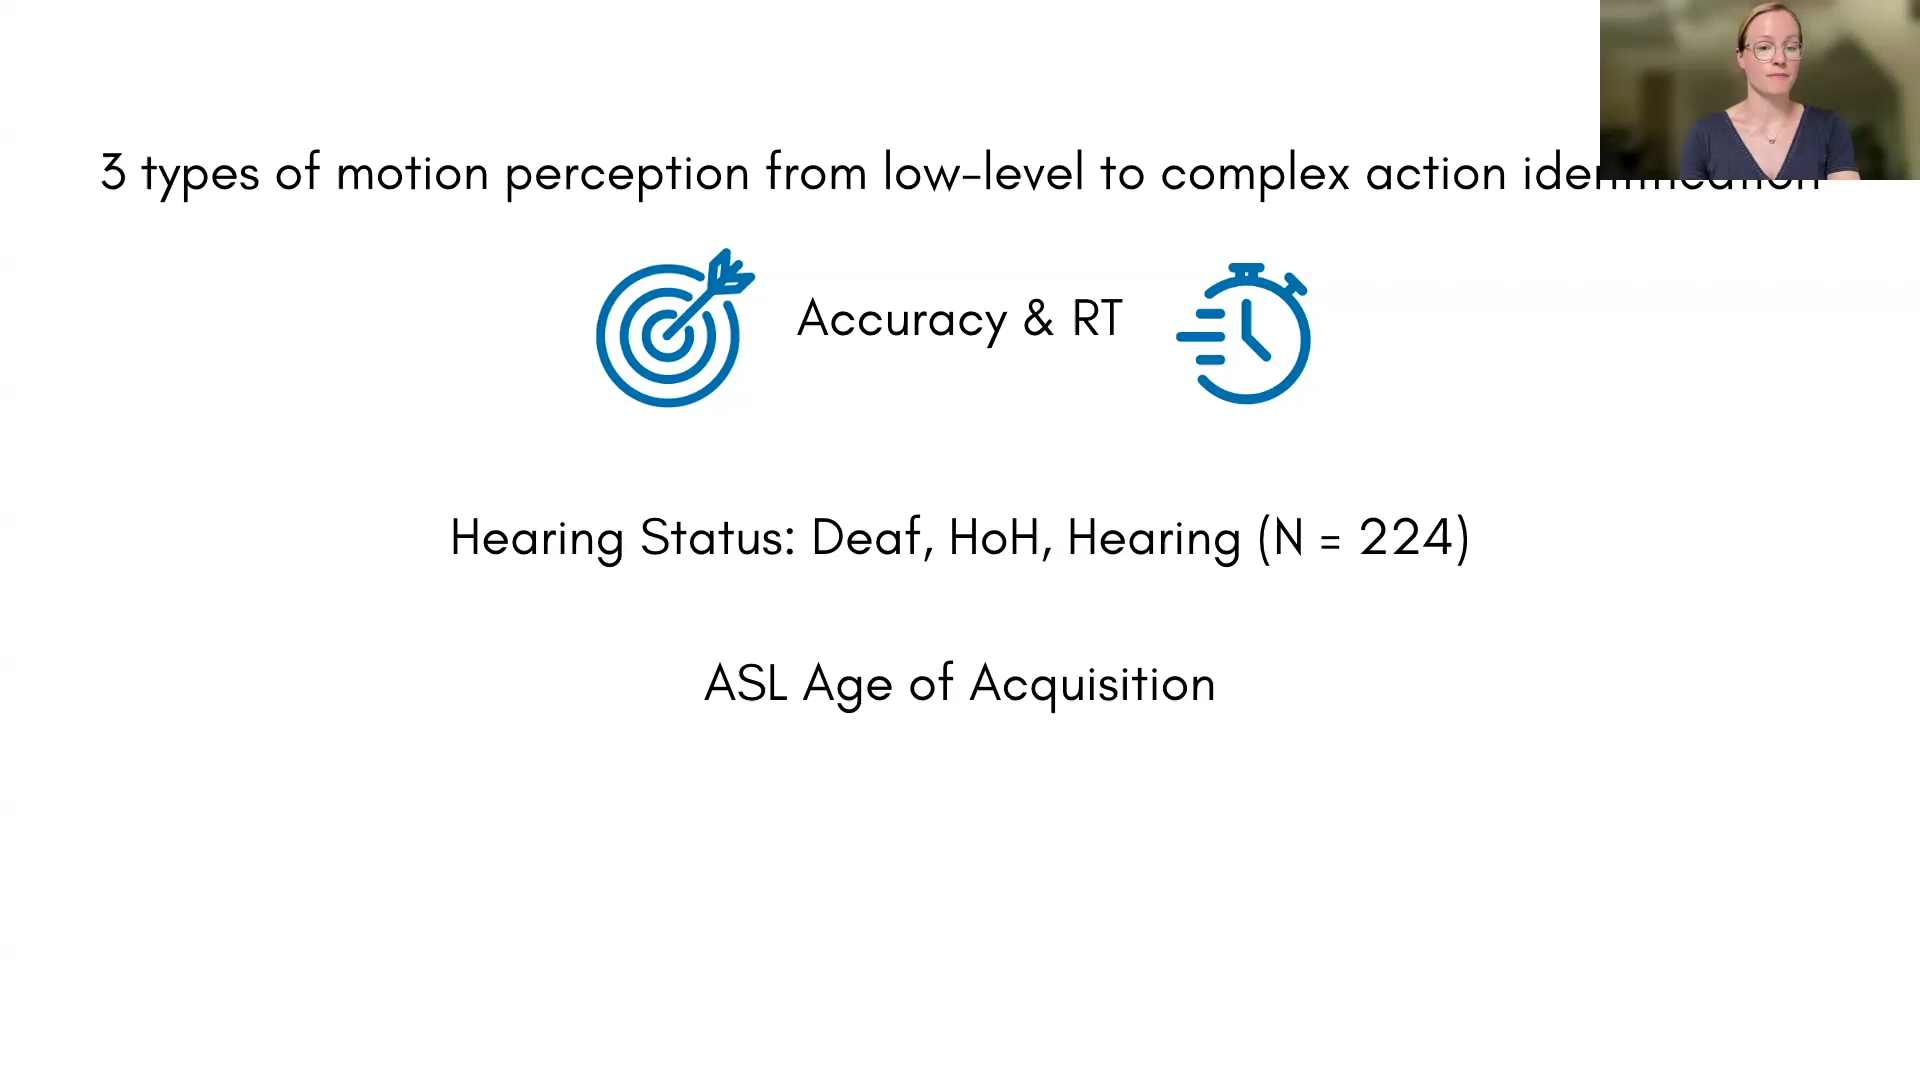 3 types of motion perception from low-level to complex action identification
Accuracy & RT
Hearing Status: Deaf, HoH, Hearing (N = 224)
ASL Age of Acquisition